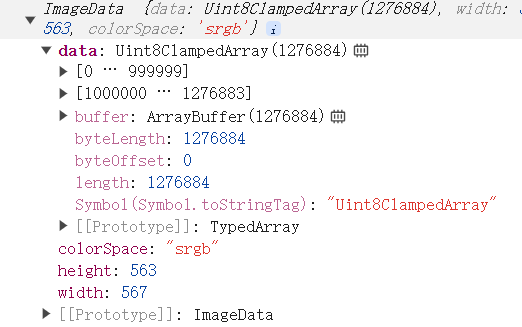 ImageData {data: Uint8ClampedArray(1276884), width:
563, colorSpace: 'srgb'} i
data: Uint8ClampedArray(1276884)
[0 … 999999]
[1000000 … 1276883]
buffer: ArrayBuffer(1276884)
byteLength: 1276884
byteOffset: 0
length: 1276884
Symbol(Symbol.toStringTag): "Uint8ClampedArray"
[[Prototype]]: TypedArray
colorSpace: "srgb"
height: 563
width: 567
[[Prototype]]: ImageData